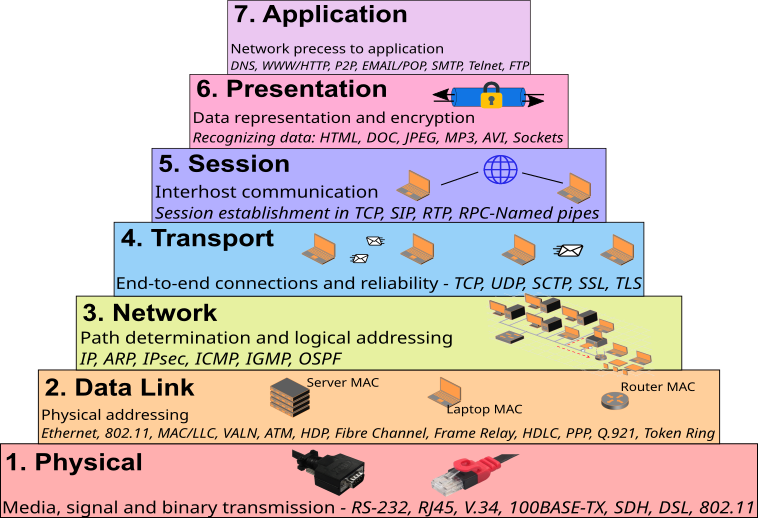 7. Application
Network precess to application
DNS, WWW/HTTP, P2P, EMAIL/POP, SMTP, Telnet, FTP
6. Presentation
Data representation and encryption
Recognizing data: HTML, DOC, JPEG, MP3, AVI, Sockets
5. Session
Interhost communication
Session establishment in TCP, SIP, RTP, RPC-Named pipes
4. Transport
End-to-end connections and reliability - TCP, UDP, SCTP, SSL, TLS
3. Network
Path determination and logical addressing
IP, ARP, IPsec, ICMP, IGMP, OSPF
2. Data Link
Server MAC
Laptop MAC
Router MAC
Physical addressing
Ethernet, 802.11, MAC/LLC, VALN, ATM, HDP, Fibre Channel, Frame Relay, HDLC, PPP, Q.921, Token Ring
1. Physical
Media, signal and binary transmission - RS-232, RJ45, V.34, 100BASE-TX, SDH, DSL, 802.11